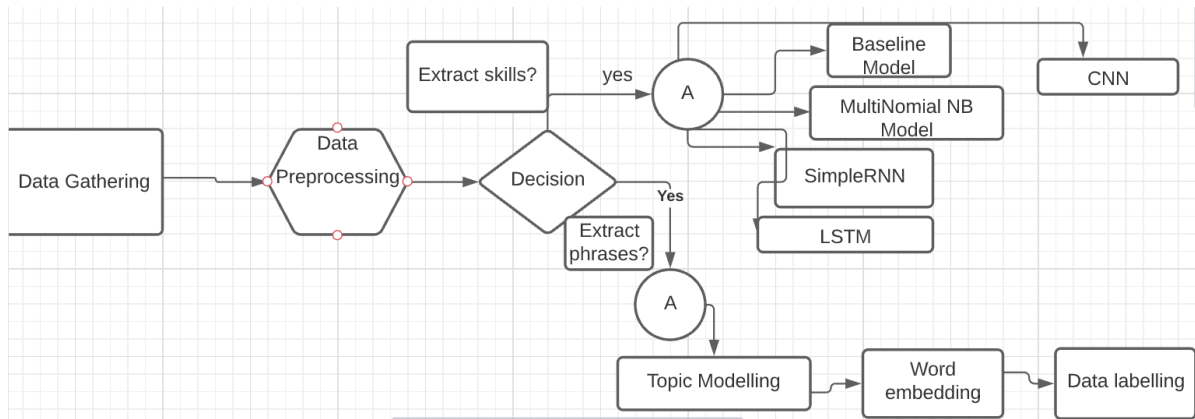 Extract skills?
yes
A
Baseline
Model
CNN
MultiNomial NB
Model
Data Gathering
Data
Preprocessing
Decision
Yes
SimpleRNN
LSTM
Extract
phrases?
A
Topic Modelling
Word
embedding
Data labelling